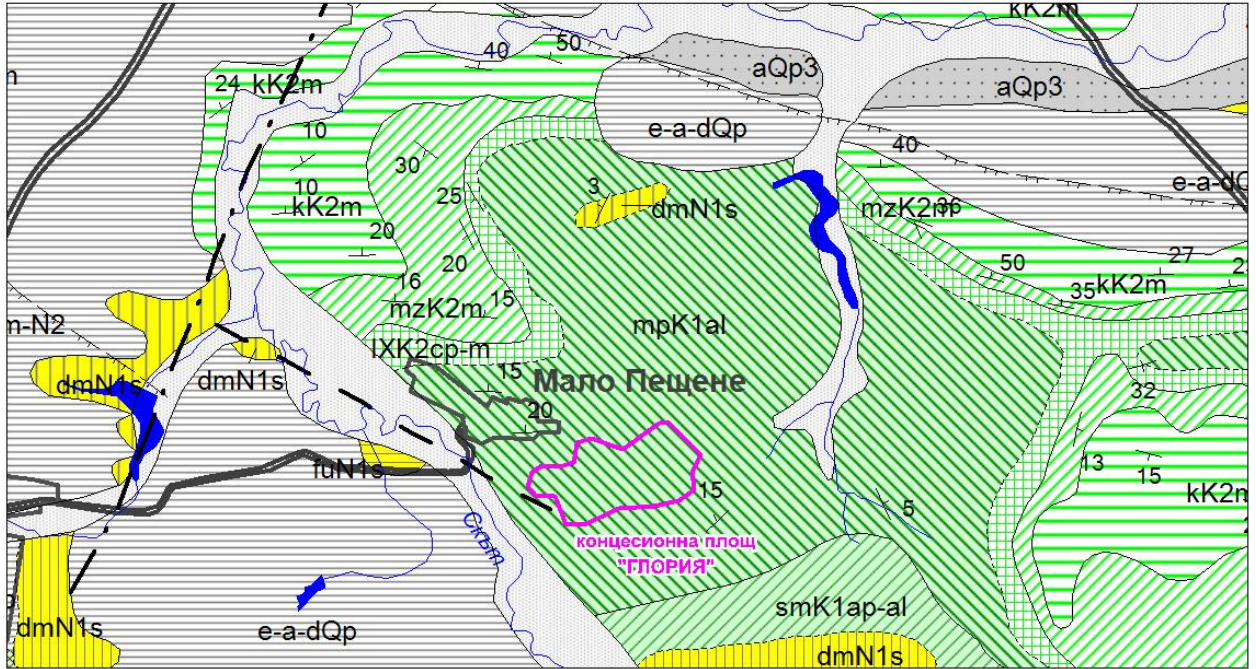 kK2m
40
50
aQp3
aQp3
24
kK2m
10
e-a-dQp
40
30
3
10
25
kK2m
dmN1s
mzK2m
36
20
20
50
27
16
15
35
kK2m
mzK2m
m-N2
mpK1al
lXK2cp-m
15
Мало Пещене
dmN1s
dmN1s
32
20
fuN1s
13
15
15
kK2m
Скът
5
концесионна площ
"ГЛОРИЯ"
smK1ap-al
dmN1s
e-a-dQp
dmN1s